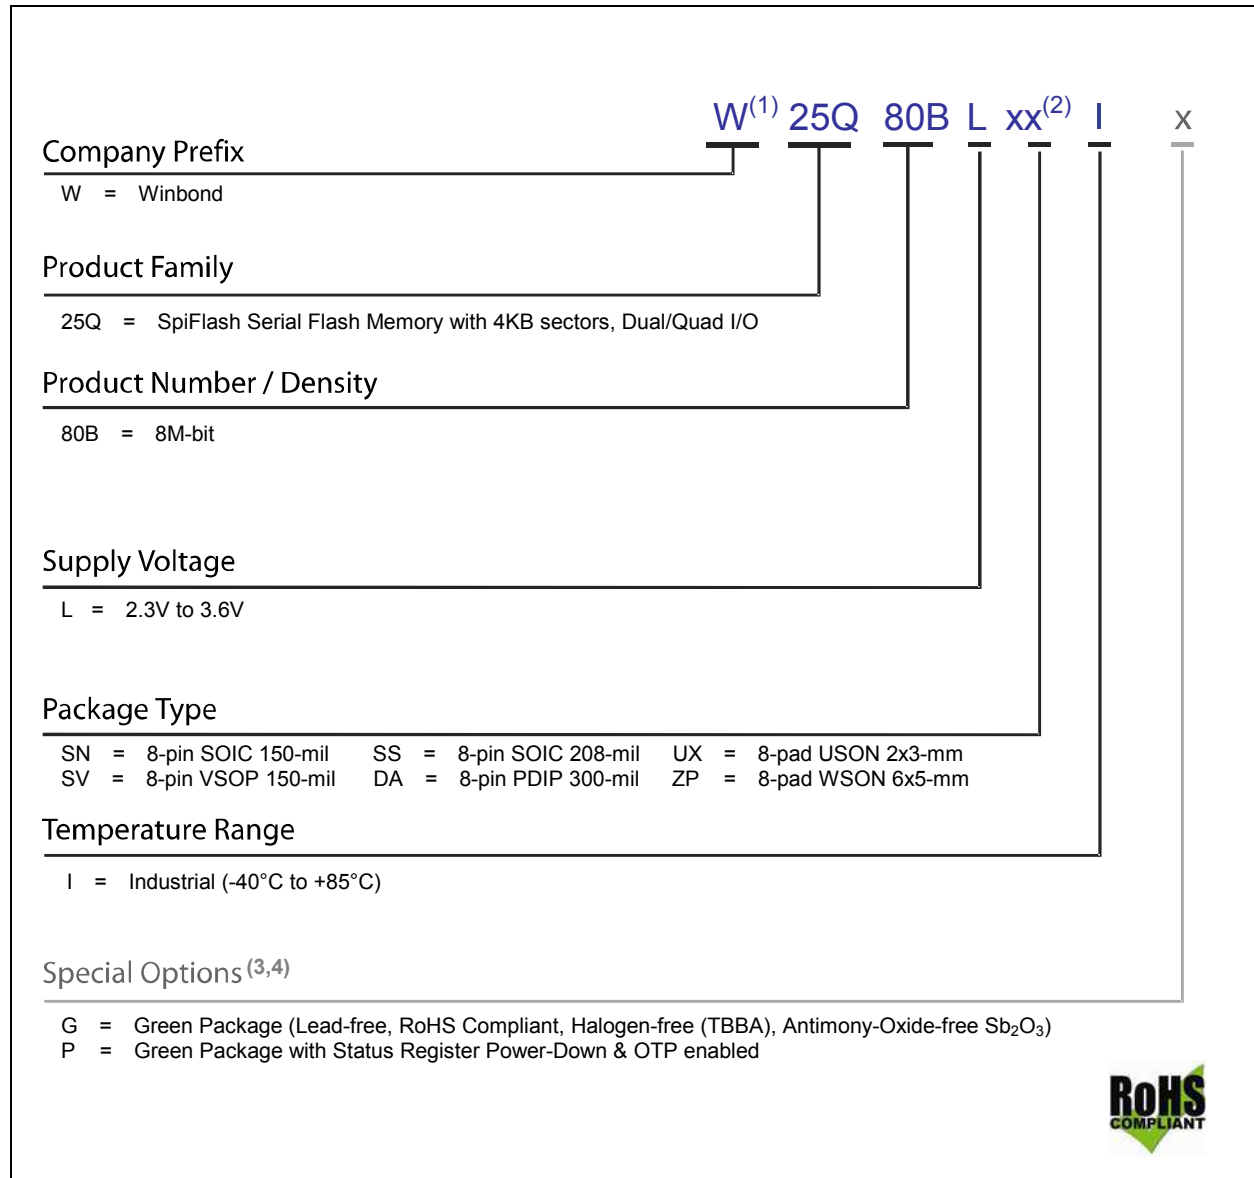 W(1) 25Q 80B L xx(2) I x
Company Prefix
W = Winbond
Product Family
25Q = SpiFlash Serial Flash Memory with 4KB sectors, Dual/Quad I/O
Product Number / Density
80B = 8M-bit
Supply Voltage
L = 2.3V to 3.6V
Package Type
SN = 8-pin SOIC 150-mil SS = 8-pin SOIC 208-mil UX = 8-pad USON 2x3-mm
SV = 8-pin VSOP 150-mil DA = 8-pin PDIP 300-mil ZP = 8-pad WSON 6x5-mm
Temperature Range
I = Industrial (-40°C to +85°C)
Special Options (3,4)
G = Green Package (Lead-free, RoHS Compliant, Halogen-free (TBBA), Antimony-Oxide-free Sb₂O₃)
P = Green Package with Status Register Power-Down & OTP enabled
RoHS
COMPLIANT